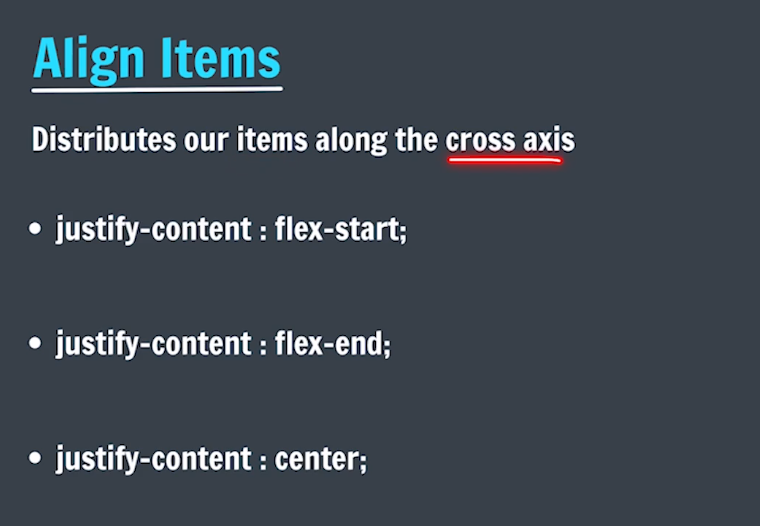 Align Items
Distributes our items along the cross axis
• justify-content : flex-start;
• justify-content : flex-end;
• justify-content : center;